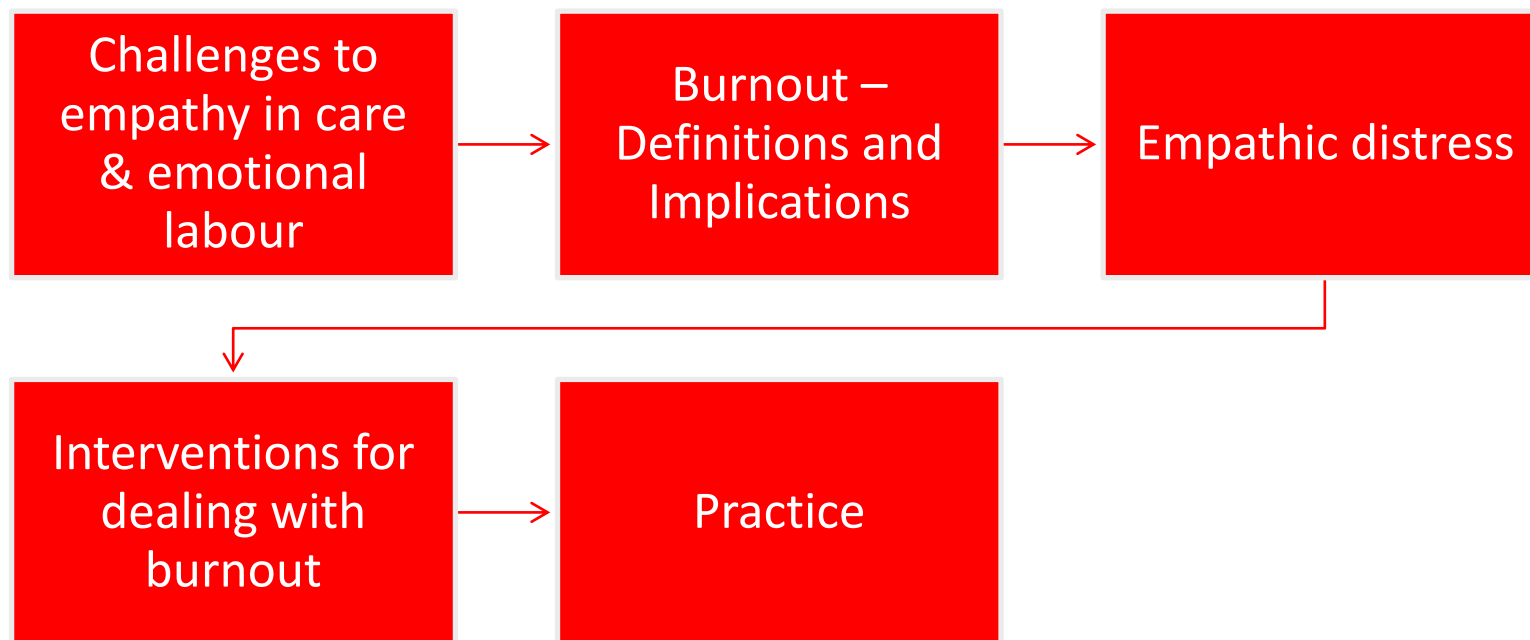 Challenges to
empathy in care
& emotional
labour
Burnout –
Definitions and
Implications
Empathic distress
Interventions for
dealing with
burnout
Practice